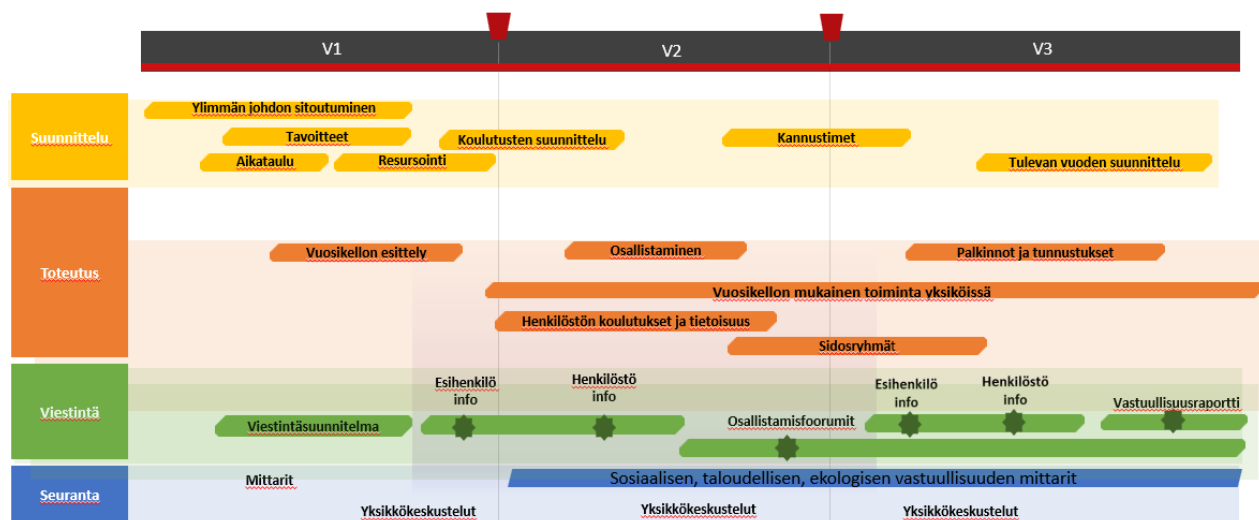 V1
V2
V3
Suunnittelu
Ylimmän johdon sitoutuminen
Tavoitteet
Koulutusten suunnittelu
Kannustimet
Aikataulu
Resursointi
Tulevan vuoden suunnittelu
Toteutus
Vuosikellon esittely
Osallistaminen
Palkinnot ja tunnustukset
Vuosikellon mukainen toiminta yksiköissä
Henkilöstön koulutukset ja tietoisuus
Sidosryhmät
Viestintä
Esihenkilö
info
Henkilöstö
info
Esihenkilö
info
Henkilöstö
info
Vastuullisuusraportti
Viestintäsuunnitelma
Osallistamisfoorumit
Seuranta
Mittarit
Sosiaalisen, taloudellisen, ekologisen vastuullisuuden mittarit
Yksikkökeskustelut
Yksikkökeskustelut
Yksikkökeskustelut